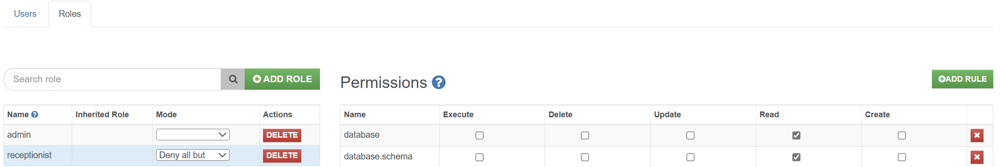 Users Roles
Search role ADD ROLE
Permissions ? ADD RULE
Name ? Inherited Role Mode Actions
admin DELETE
receptionist Deny all but DELETE
Name Execute Delete Update Read Create
database
database.schema